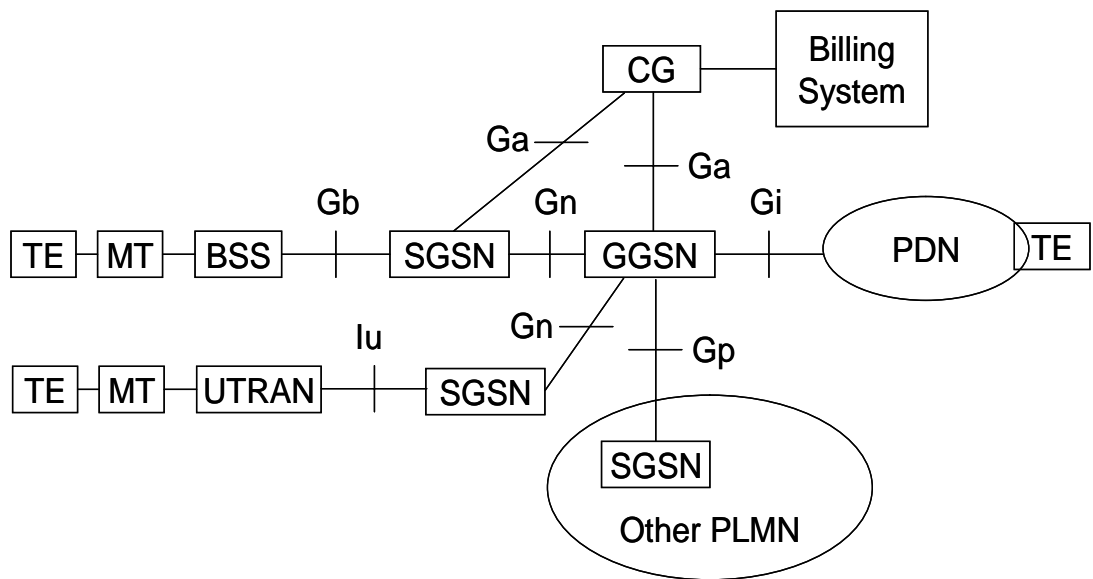 CG
Billing
System
Ga
Ga
Gb
Gn
Gi
TE
MT
BSS
SGSN
GGSN
PDN
TE
Gn
Iu
Gp
TE
MT
UTRAN
SGSN
SGSN
Other PLMN